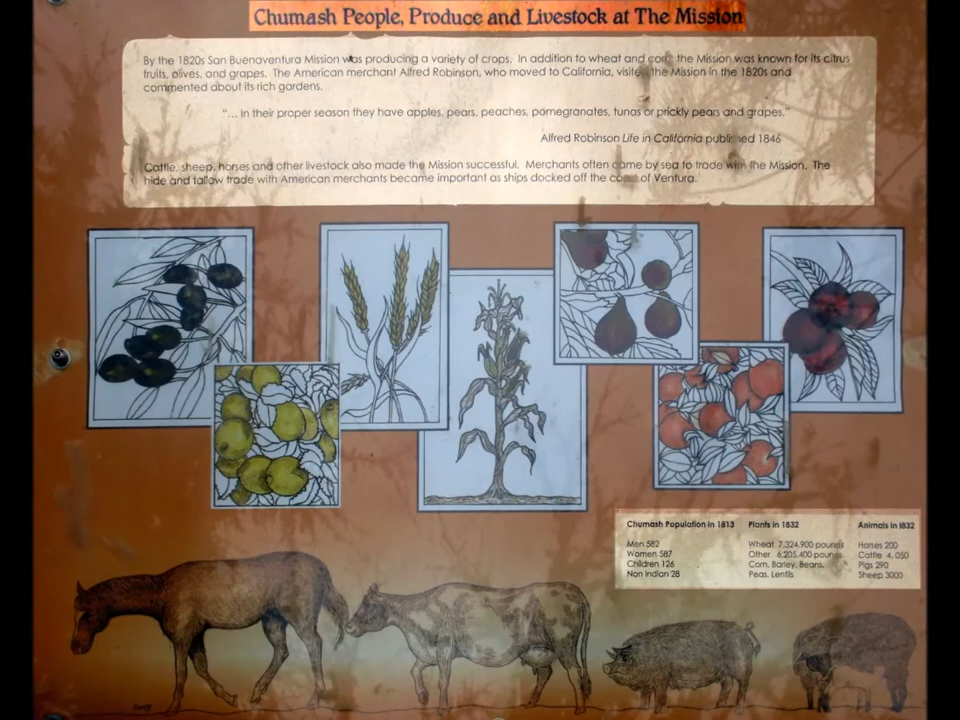 Chumash People, Produce and Livestock at The Mission
By the 1820s San Buenaventura Mission was producing a variety of crops. In addition to wheat and corn, the Mission was known for its citrus
fruits, olives, and grapes. The American merchant Alfred Robinson, who moved to California, visited the Mission in the 1820s and
commented about its rich gardens.
"... In their proper season they have apples, pears, peaches, pomegranates, tunas or prickly pears and grapes."
Alfred Robinson Life in California published 1846
Cattle, sheep, horses and other livestock also made the Mission successful. Merchants often came by sea to trade with the Mission. The
hide and tallow trade with American merchants became important as ships docked off the coast of Ventura.
Chumash Population in 1813 Plants in 1832 Animals in 1832
Men 582 Wheat 7,324,900 pounds Horses 200
Women 587 Other 6,205,400 pounds Cattle 4, 050
Children 126 Corn, Barley, Beans, Pigs 290
Non Indian 28 Peas, Lentils Sheep 3000